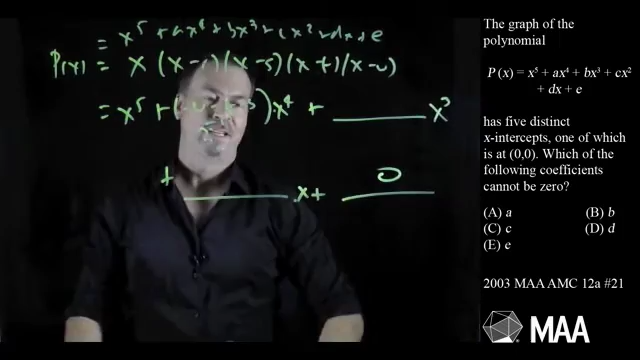 = x⁵ + ax⁴ + bx³ + cx² + dx + e
P(x) = x (x - r)(x - s)(x + t)(x - u)
= x⁵ + ( ) x⁴ + ______ x³
+ ______ x + 0
The graph of the
polynomial
P (x) = x⁵ + ax⁴ + bx³ + cx²
+ dx + e
has five distinct
x-intercepts, one of which
is at (0,0). Which of the
following coefficients
cannot be zero?
(A) a (B) b
(C) c (D) d
(E) e
2003 MAA AMC 12a #21
MAA